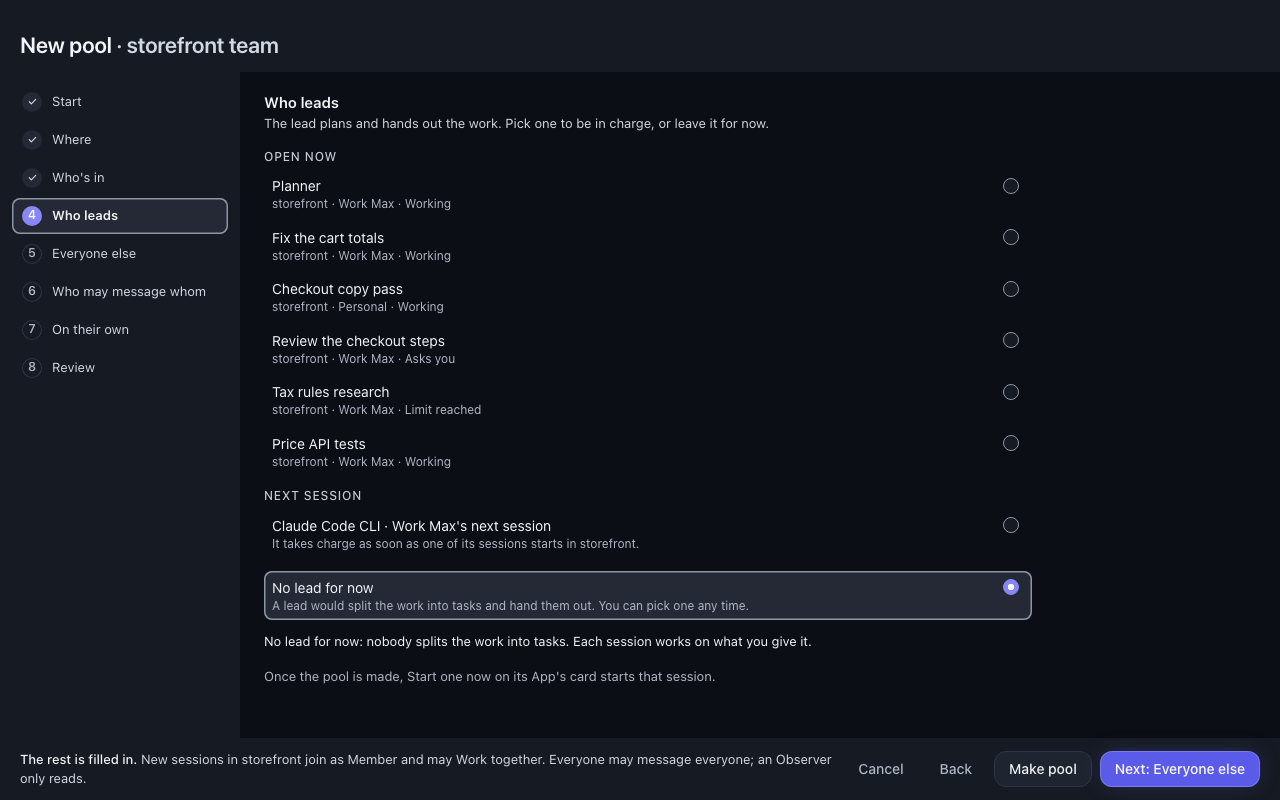 New pool · storefront team
Start
Where
Who's in
4 Who leads
5 Everyone else
6 Who may message whom
7 On their own
8 Review
Who leads
The lead plans and hands out the work. Pick one to be in charge, or leave it for now.
OPEN NOW
Planner
storefront · Work Max · Working
Fix the cart totals
storefront · Work Max · Working
Checkout copy pass
storefront · Personal · Working
Review the checkout steps
storefront · Work Max · Asks you
Tax rules research
storefront · Work Max · Limit reached
Price API tests
storefront · Work Max · Working
NEXT SESSION
Claude Code CLI · Work Max's next session
It takes charge as soon as one of its sessions starts in storefront.
No lead for now
A lead would split the work into tasks and hand them out. You can pick one any time.
No lead for now: nobody splits the work into tasks. Each session works on what you give it.
Once the pool is made, Start one now on its App's card starts that session.
The rest is filled in. New sessions in storefront join as Member and may Work together. Everyone may message everyone; an Observer
only reads.
Cancel
Back
Make pool
Next: Everyone else